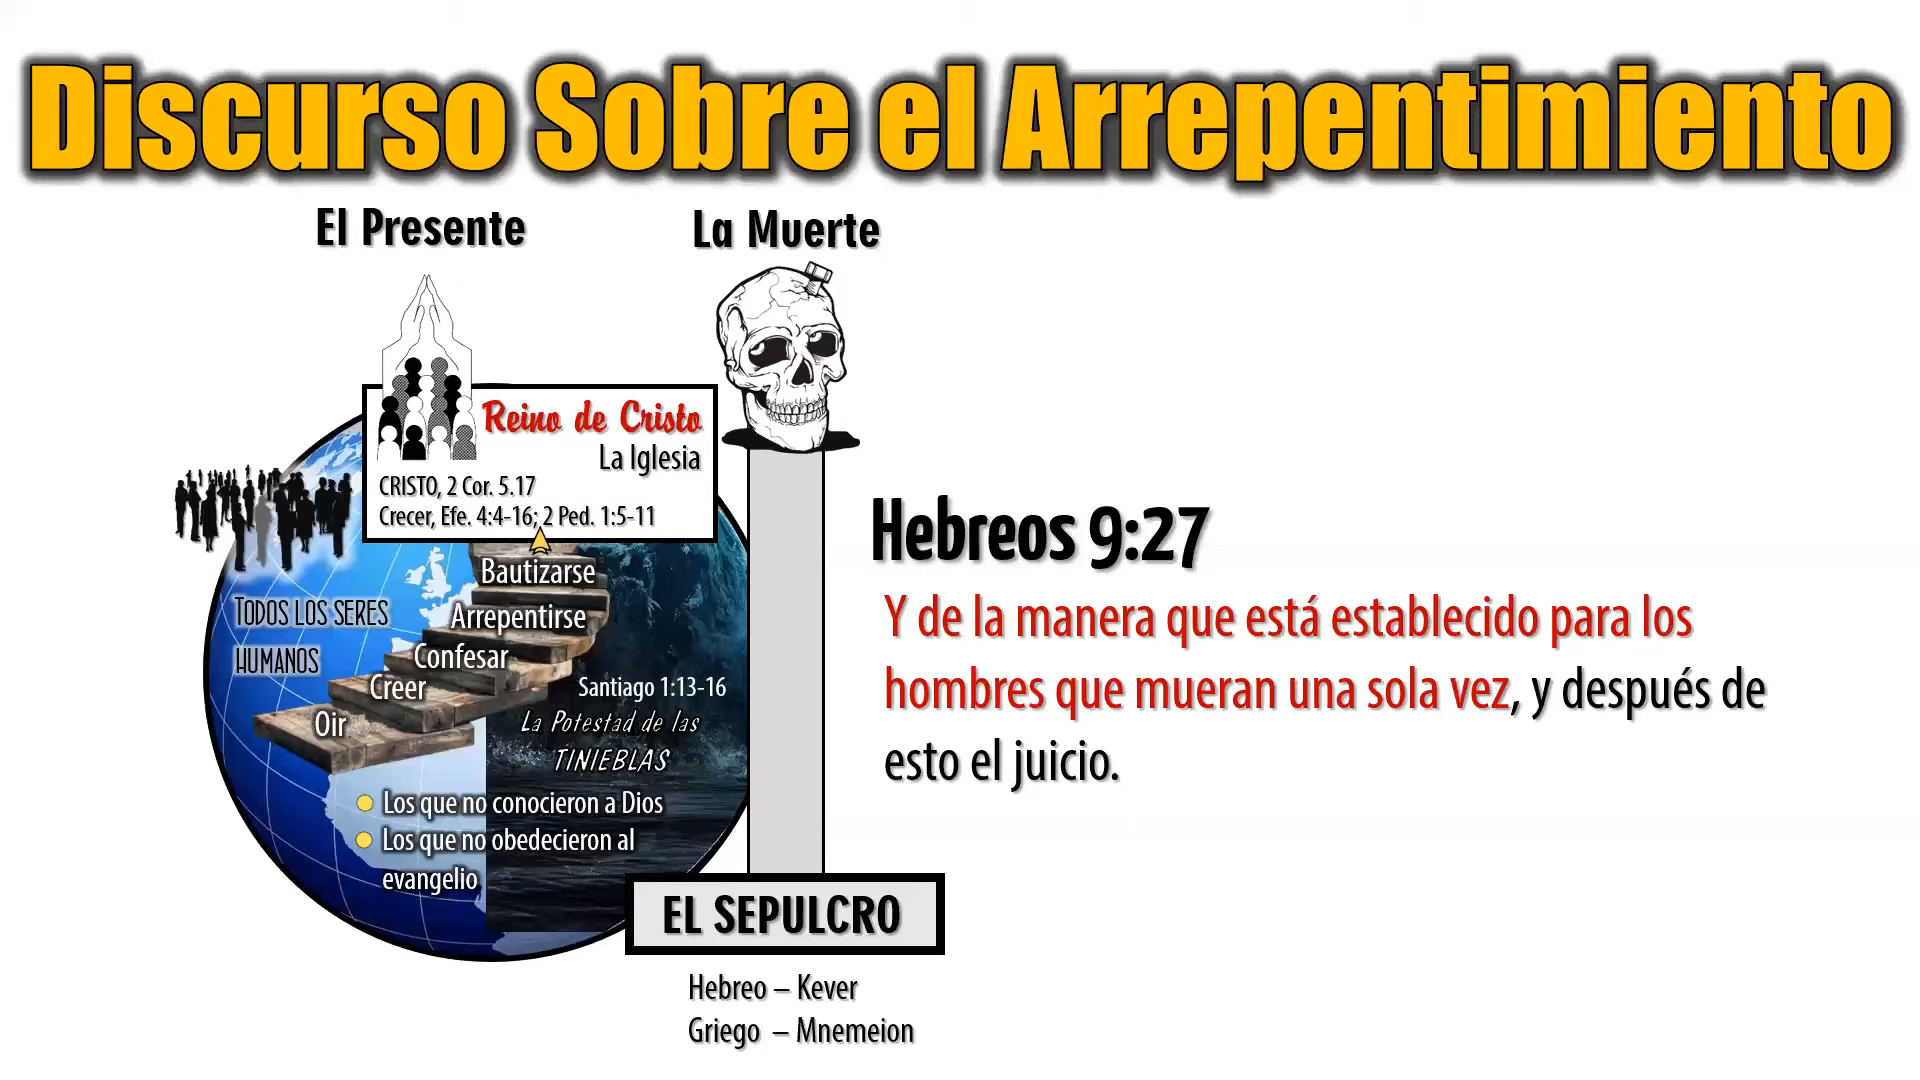 Discurso Sobre el Arrepentimiento
El Presente
La Muerte
Reino de Cristo
La Iglesia
CRISTO, 2 Cor. 5.17
Crecer, Efe. 4:4-16; 2 Ped. 1:5-11
Bautizarse
Arrepentirse
Confesar
Creer
Oir
TODOS LOS SERES
HUMANOS
Santiago 1:13-16
La Potestad de las
TINIEBLAS
Los que no conocieron a Dios
Los que no obedecieron al
evangelio
EL SEPULCRO
Hebreo – Kever
Griego – Mnemeion
Hebreos 9:27
Y de la manera que está establecido para los
hombres que mueran una sola vez, y después de
esto el juicio.